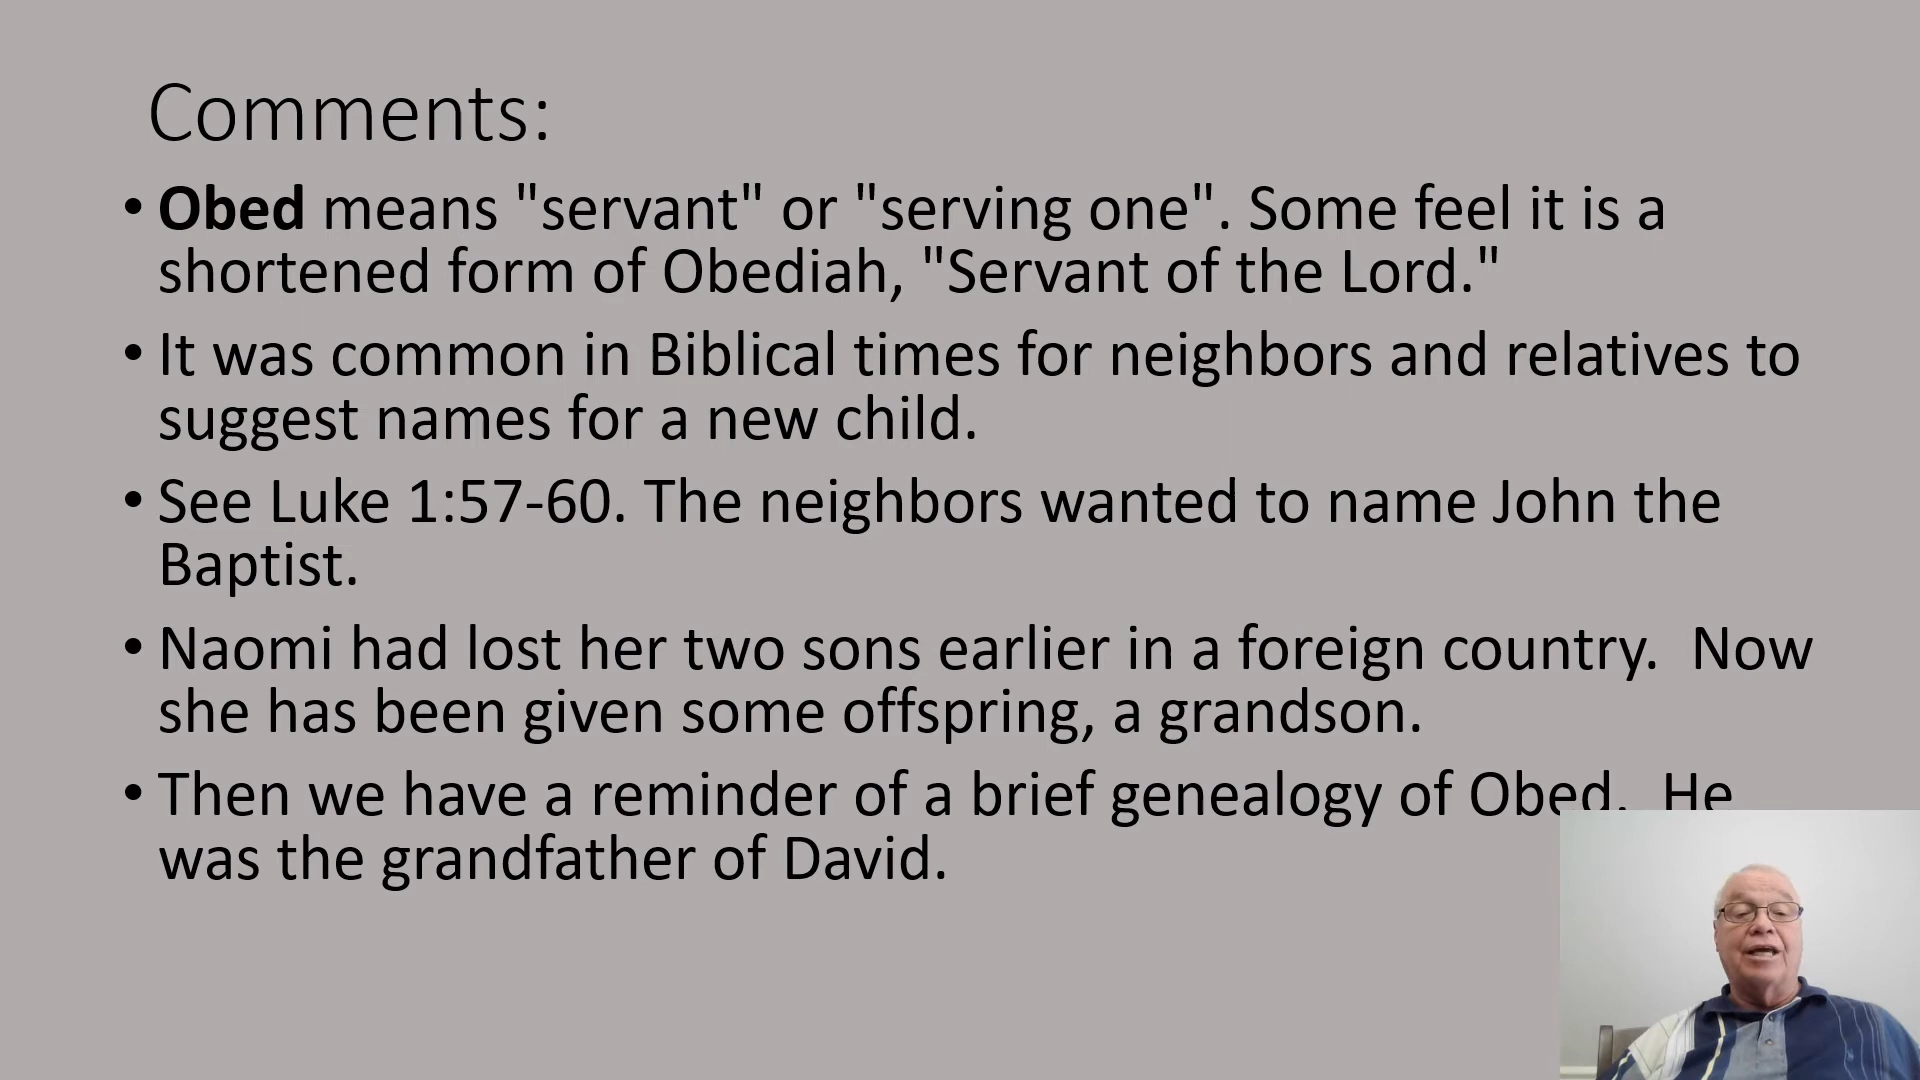 Comments:
• Obed means "servant" or "serving one". Some feel it is a
shortened form of Obediah, "Servant of the Lord."
• It was common in Biblical times for neighbors and relatives to
suggest names for a new child.
• See Luke 1:57-60. The neighbors wanted to name John the
Baptist.
• Naomi had lost her two sons earlier in a foreign country.  Now
she has been given some offspring, a grandson.
• Then we have a reminder of a brief genealogy of Obed.  He
was the grandfather of David.